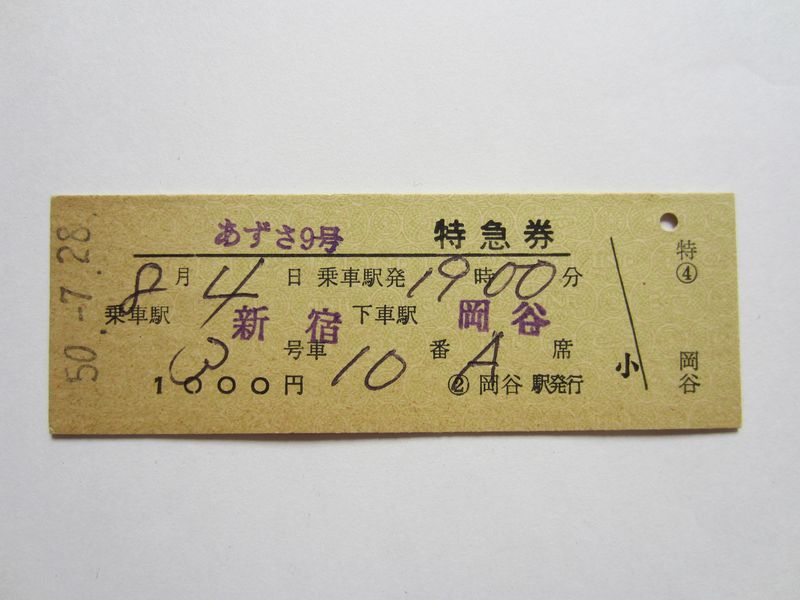 あずさ9号 特急券
8月4日 乗車駅発19時00分
乗車駅 新宿 下車駅 岡谷
3号車 10番A席
1000円 ②岡谷駅発行
小
特
④
岡谷
50.-7.28